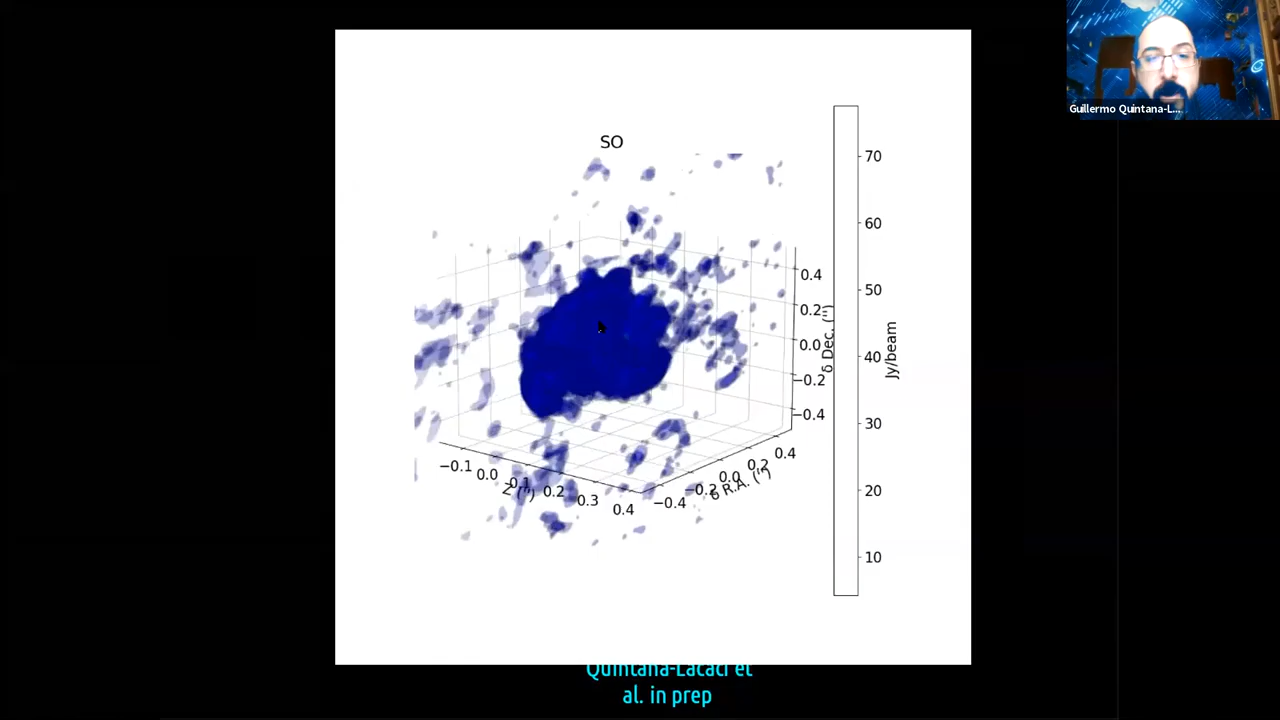 Guillermo Quintana-L...
SO
70
60
50
40
30
20
10
Jy/beam
0.4
0.2
0.0
−0.2
−0.4
δ Dec. (")
−0.1
0.0
0.1
0.2
0.3
0.4
Z (")
−0.4
−0.2
0.0
0.2
0.4
δ R.A. (")
Quintana-Lacaci et
al. in prep